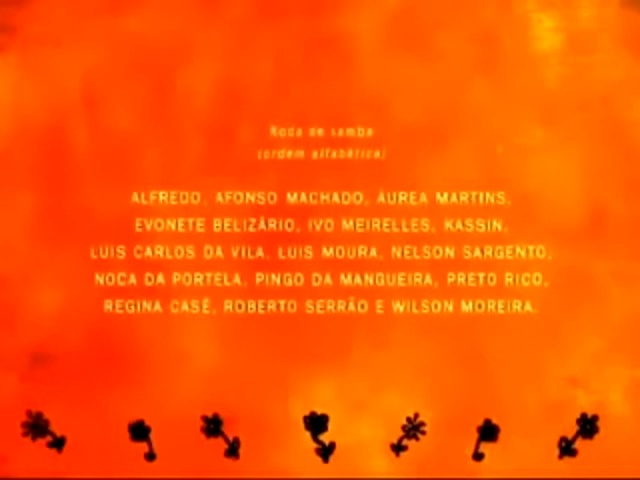 Roda de samba
(ordem alfabética)
ALFREDO, AFONSO MACHADO, ÁUREA MARTINS,
EVONETE BELIZÁRIO, IVO MEIRELLES, KASSIN,
LUIS CARLOS DA VILA, LUIS MOURA, NELSON SARGENTO,
NOCA DA PORTELA, PINGO DA MANGUEIRA, PRETO RICO,
REGINA CASÉ, ROBERTO SERRÃO E WILSON MOREIRA.